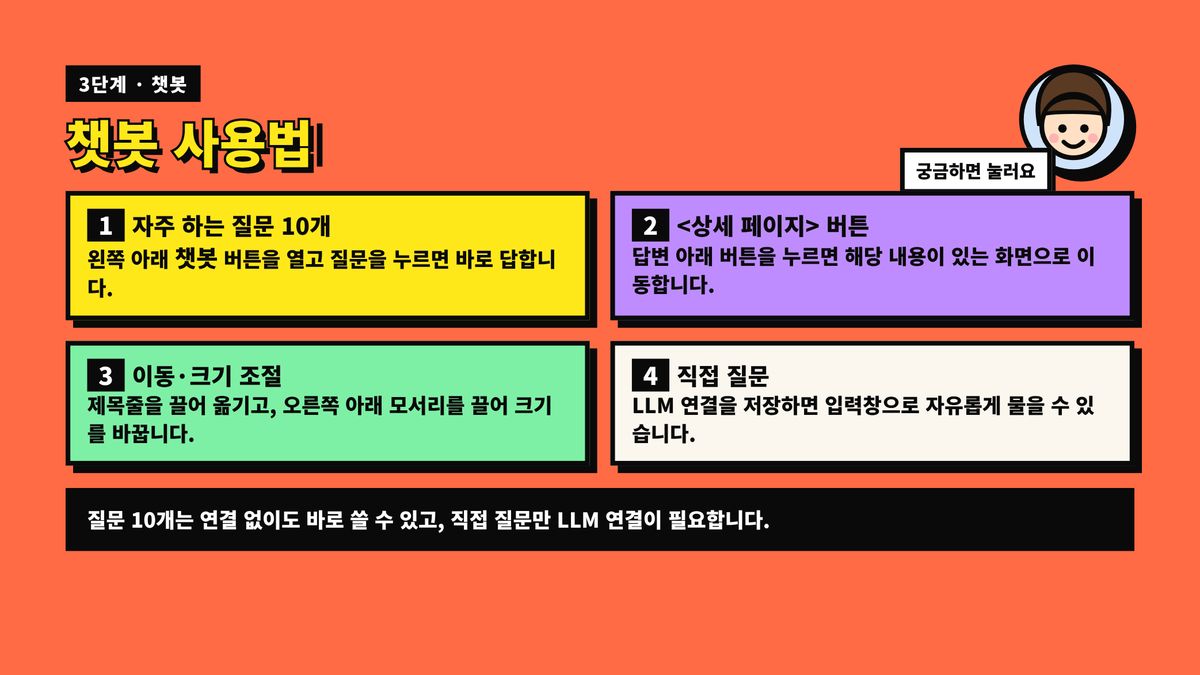 3단계 · 챗봇
챗봇 사용법
궁금하면 눌러요
1 자주 하는 질문 10개
왼쪽 아래 챗봇 버튼을 열고 질문을 누르면 바로 답합니
다.
2 <상세 페이지> 버튼
답변 아래 버튼을 누르면 해당 내용이 있는 화면으로 이
동합니다.
3 이동·크기 조절
제목줄을 끌어 옮기고, 오른쪽 아래 모서리를 끌어 크기
를 바꿉니다.
4 직접 질문
LLM 연결을 저장하면 입력창으로 자유롭게 물을 수 있
습니다.
질문 10개는 연결 없이도 바로 쓸 수 있고, 직접 질문만 LLM 연결이 필요합니다.